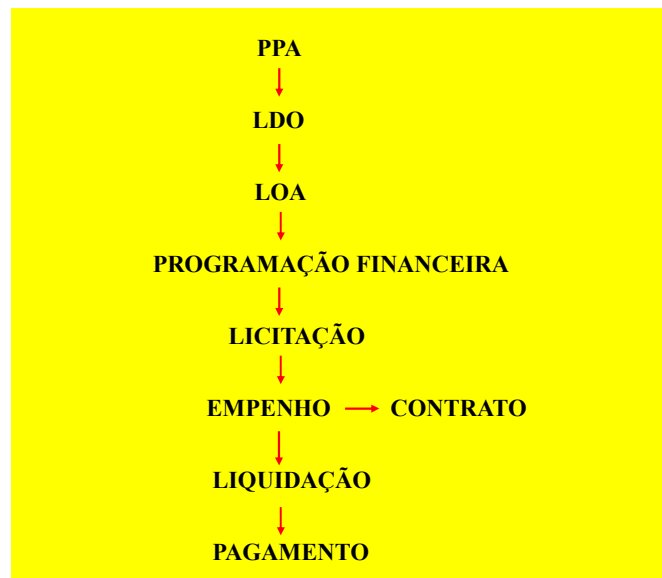 PPA
LDO
LOA
PROGRAMAÇÃO FINANCEIRA
LICITAÇÃO
EMPENHO CONTRATO
LIQUIDAÇÃO
PAGAMENTO